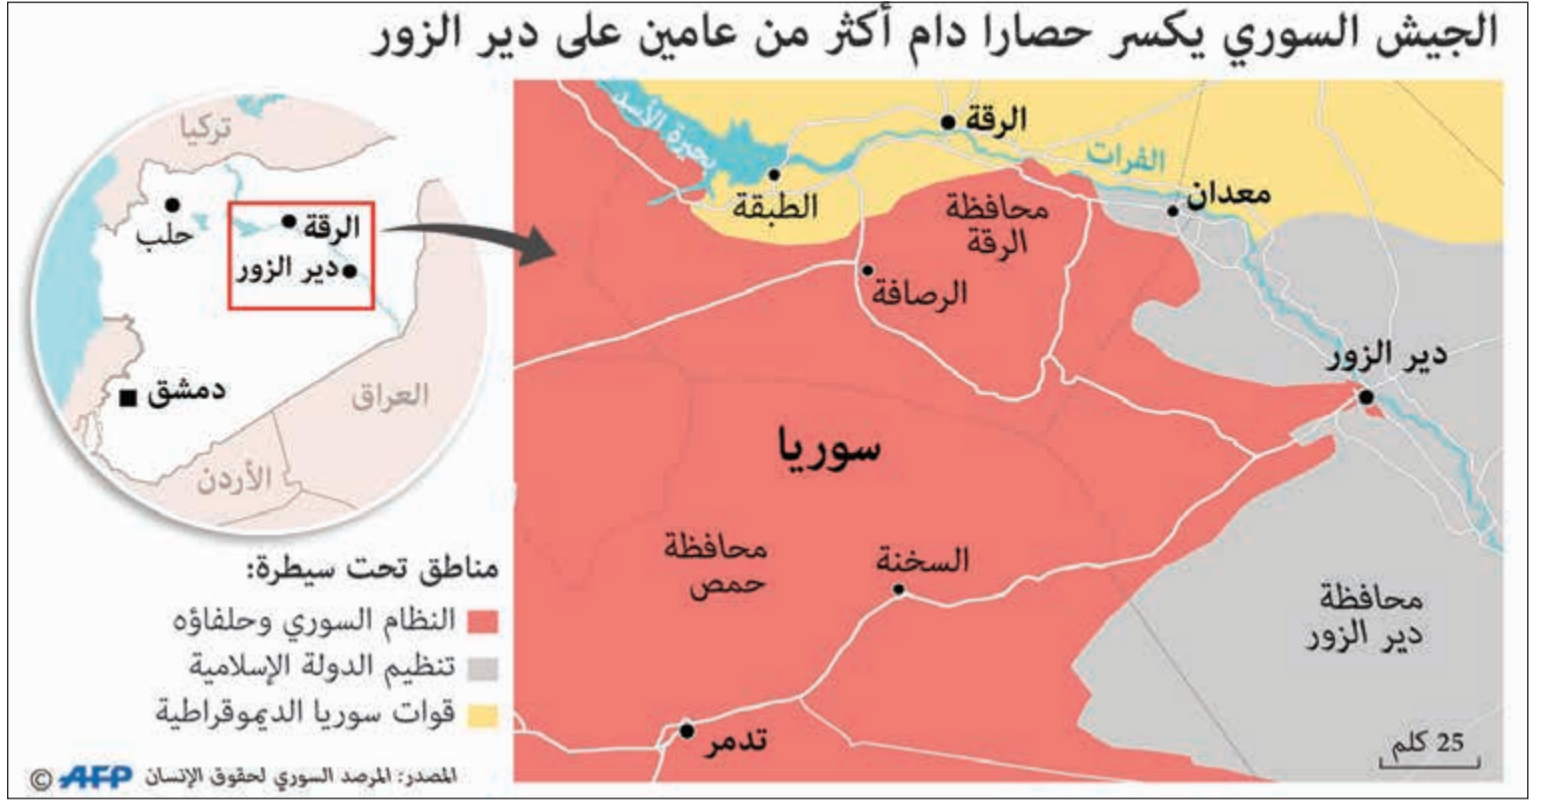 الجيش السوري يكسر حصارا دام أكثر من عامين على دير الزور
تركيا
حلب
الرقة
دير الزور
دمشق
العراق
الأردن
بحيرة الأسد
الرقة
الفرات
الطبقة
معدان
محافظة
الرقة
الرصافة
دير الزور
سوريا
محافظة
حمص
السخنة
محافظة
دير الزور
تدمر
25 كلم
مناطق تحت سيطرة:
النظام السوري وحلفاؤه
تنظيم الدولة الإسلامية
قوات سوريا الديموقراطية
المصدر: المرصد السوري لحقوق الإنسان AFP ©